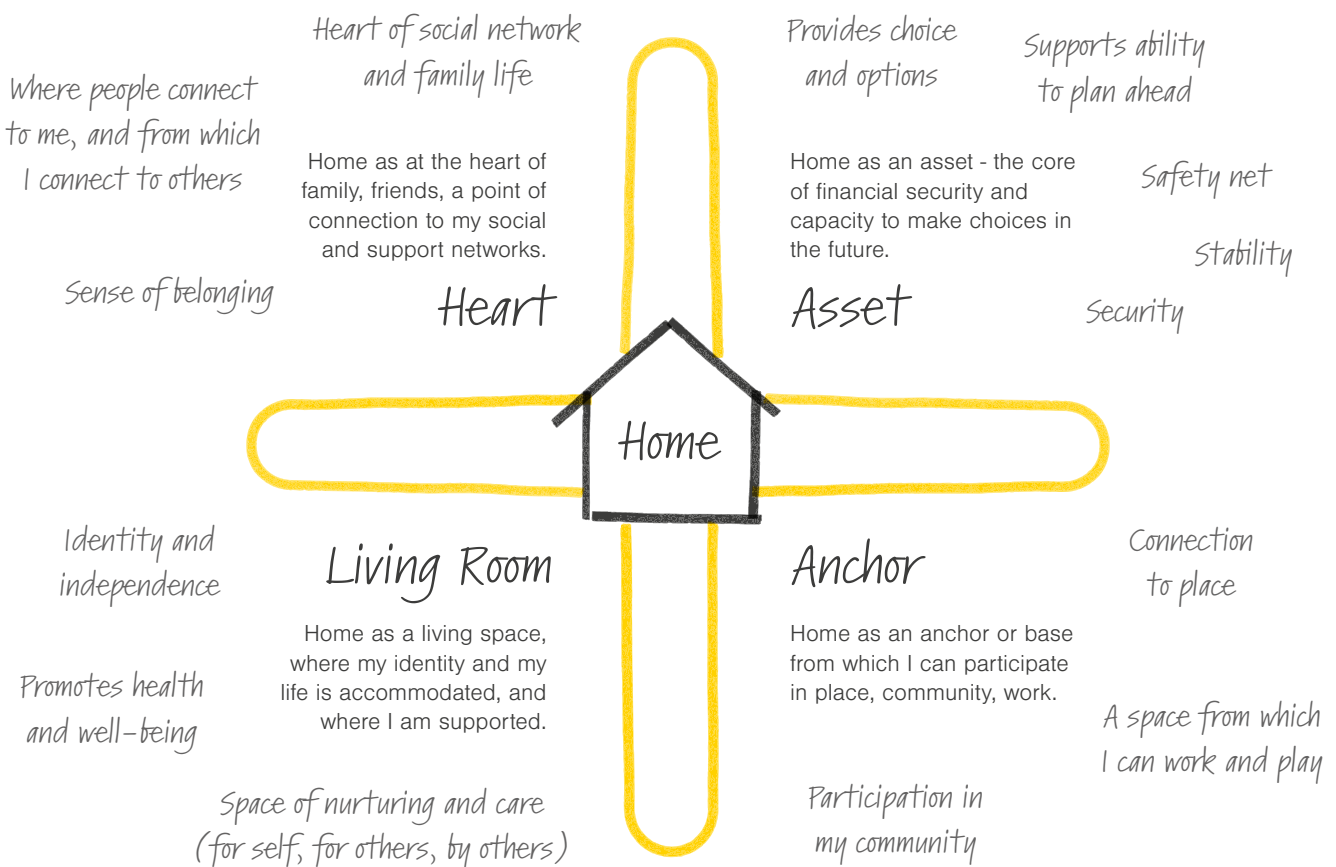 Heart of social network
and family life
Where people connect
to me, and from which
I connect to others
Home as at the heart of
family, friends, a point of
connection to my social
and support networks.
Sense of belonging
Heart
Provides choice
and options
Supports ability
to plan ahead
Home as an asset - the core
of financial security and
capacity to make choices in
the future.
Safety net
Stability
Security
Asset
Home
Identity and
independence
Living Room
Home as a living space,
where my identity and my
life is accommodated, and
where I am supported.
Promotes health
and well-being
Space of nurturing and care
(for self, for others, by others)
Anchor
Connection
to place
Home as an anchor or base
from which I can participate
in place, community, work.
A space from which
I can work and play
Participation in
my community